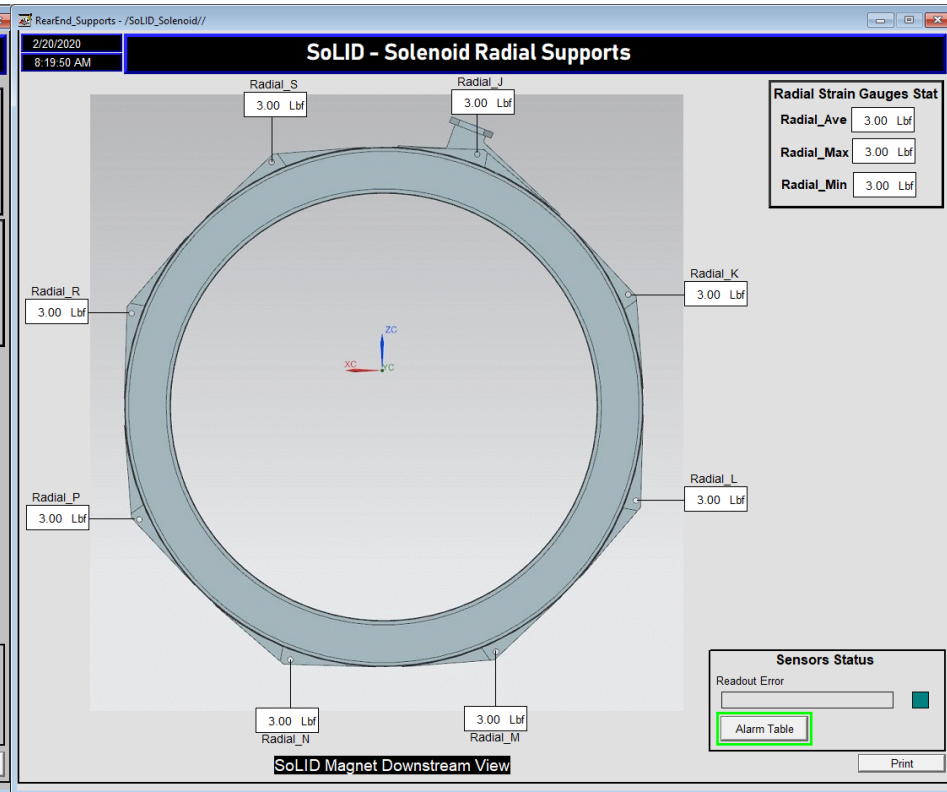 RearEnd_Supports - /SoLID_Solenoid//
2/20/2020
8:19:50 AM
SoLID - Solenoid Radial Supports
Radial_S
3.00 Lbf
Radial_J
3.00 Lbf
Radial Strain Gauges Stat
Radial_Ave 3.00 Lbf
Radial_Max 3.00 Lbf
Radial_Min 3.00 Lbf
Radial_R
3.00 Lbf
Radial_K
3.00 Lbf
ZC
XC
YC
Radial_P
3.00 Lbf
Radial_L
3.00 Lbf
3.00 Lbf
Radial_N
3.00 Lbf
Radial_M
SoLID Magnet Downstream View
Sensors Status
Readout Error
Alarm Table
Print